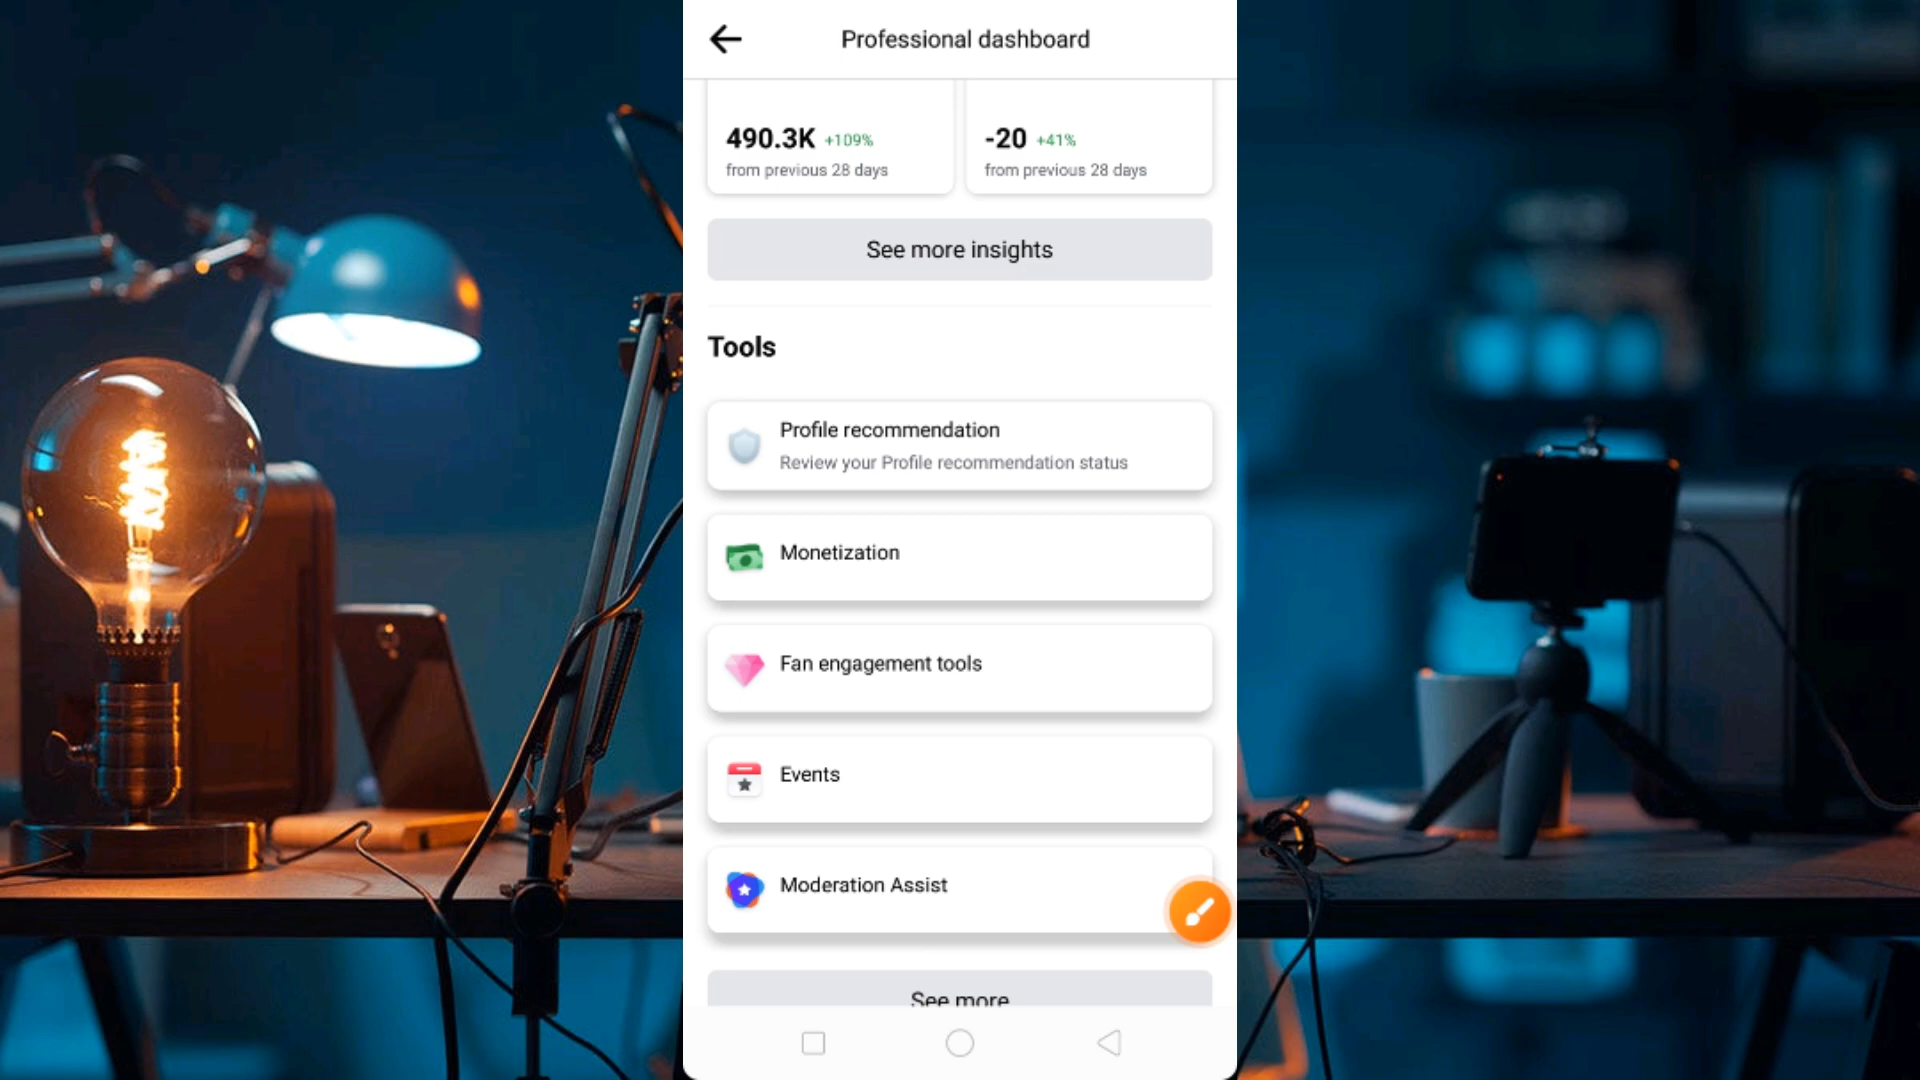 Professional dashboard
490.3K +109%
from previous 28 days
-20 +41%
from previous 28 days
See more insights
Tools
Profile recommendation
Review your Profile recommendation status
Monetization
Fan engagement tools
Events
Moderation Assist
See more